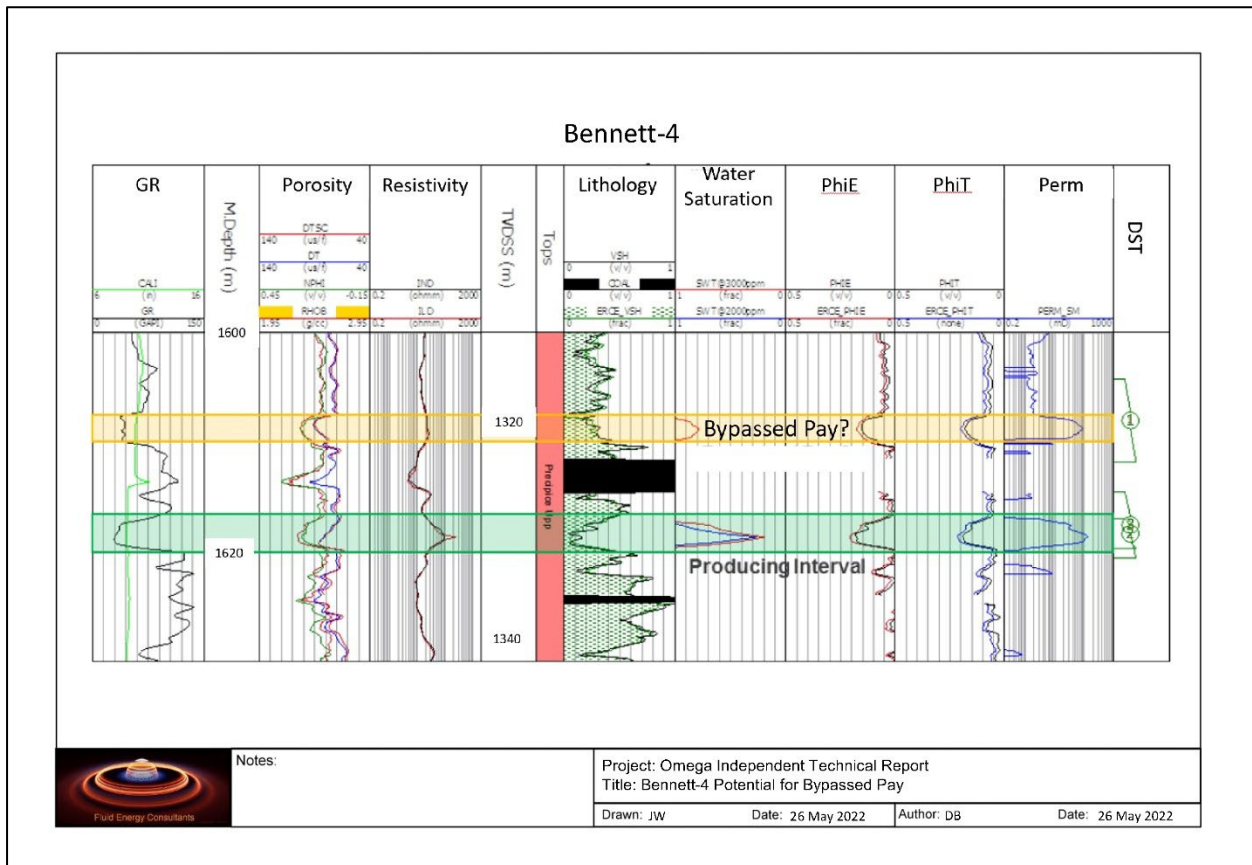 Bennett-4
GR
M.Depth (m)
Porosity
Resistivity
TVDSS (m)
Tops
Lithology
Water
Saturation
PhiE
PhiT
Perm
DST
DTSC
140 (us/f) 40
DT
140 (us/f) 40
VSH
0 (v/v) 1
CALI
6 (in) 16
NPHI
0.45 (v/v) -0.15
IND
0.2 (ohmm) 2000
COAL
0 (v/v) 1
SWT@3000ppm
1 (frac) 0
PHIE
0.5 (v/v) 0
PHIT
0.5 (v/v) 0
GR
0 (GAPI) 150
RHOB
1.95 (g/cc) 2.95
ILD
0.2 (ohmm) 2000
ERCE_VSH
0 (frac) 1
SWT@2000ppm
1 (frac) 0
ERCE_PHIE
0.5 (frac) 0
ERCE_PHIT
0.5 (none) 0
PERM_SM
0.2 (mD) 1000
1600
1320
Bypassed Pay?
1
Precipice Upp
2
1620
Producing Interval
1340
Fluid Energy Consultants
Notes:
Project: Omega Independent Technical Report
Title: Bennett-4 Potential for Bypassed Pay
Drawn: JW Date: 26 May 2022 Author: DB Date: 26 May 2022